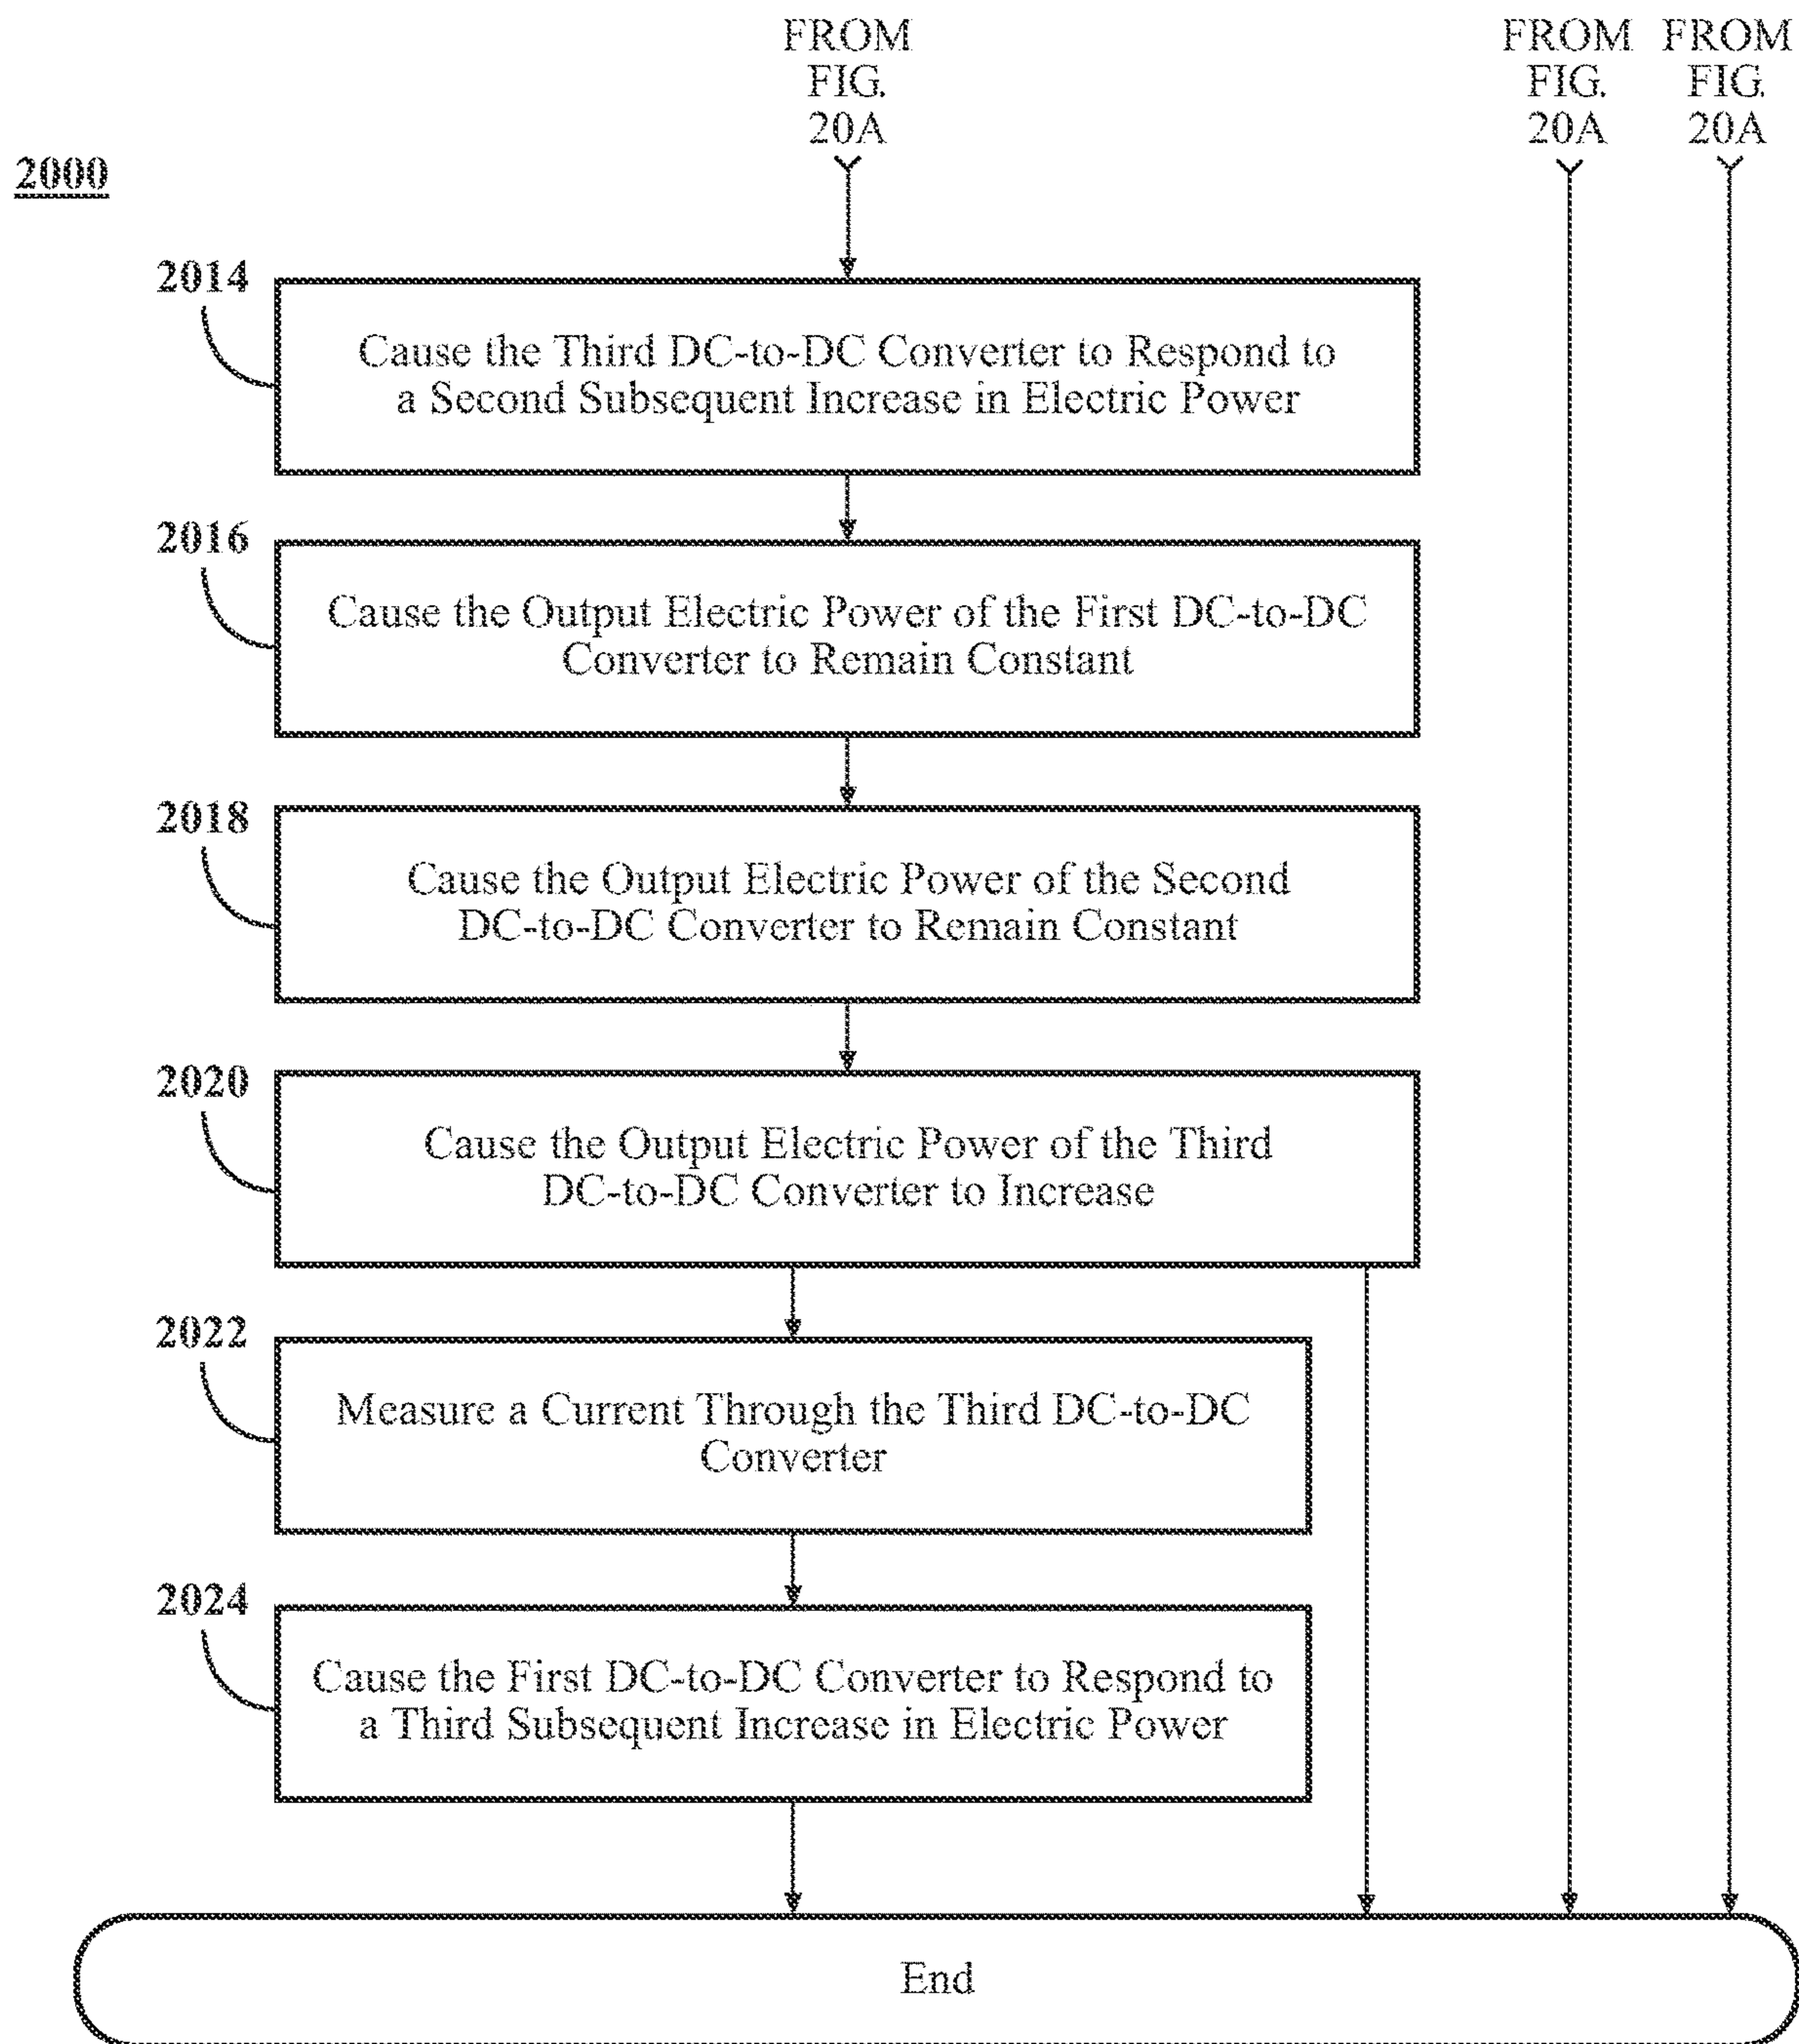 FROM
FIG.
20A
FROM
FIG.
20A
FROM
FIG.
20A
2000
2014
Cause the Third DC-to-DC Converter to Respond to
a Second Subsequent Increase in Electric Power
2016
Cause the Output Electric Power of the First DC-to-DC
Converter to Remain Constant
2018
Cause the Output Electric Power of the Second
DC-to-DC Converter to Remain Constant
2020
Cause the Output Electric Power of the Third
DC-to-DC Converter to Increase
2022
Measure a Current Through the Third DC-to-DC
Converter
2024
Cause the First DC-to-DC Converter to Respond to
a Third Subsequent Increase in Electric Power
End